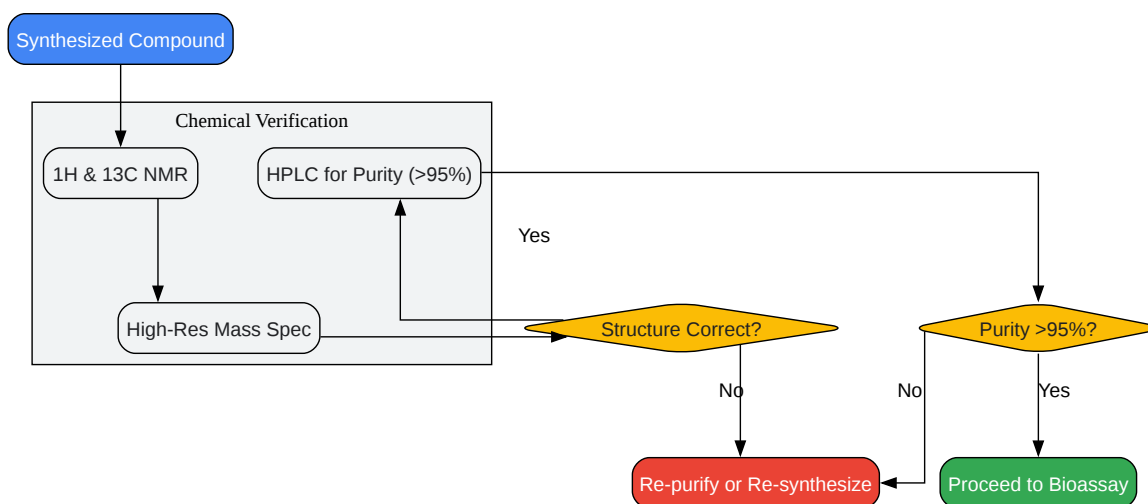 Synthesized Compound
Chemical Verification
1H & 13C NMR
HPLC for Purity (>95%)
Yes
High-Res Mass Spec
Structure Correct?
Purity >95%?
No
No
Yes
Re-purify or Re-synthesize
Proceed to Bioassay